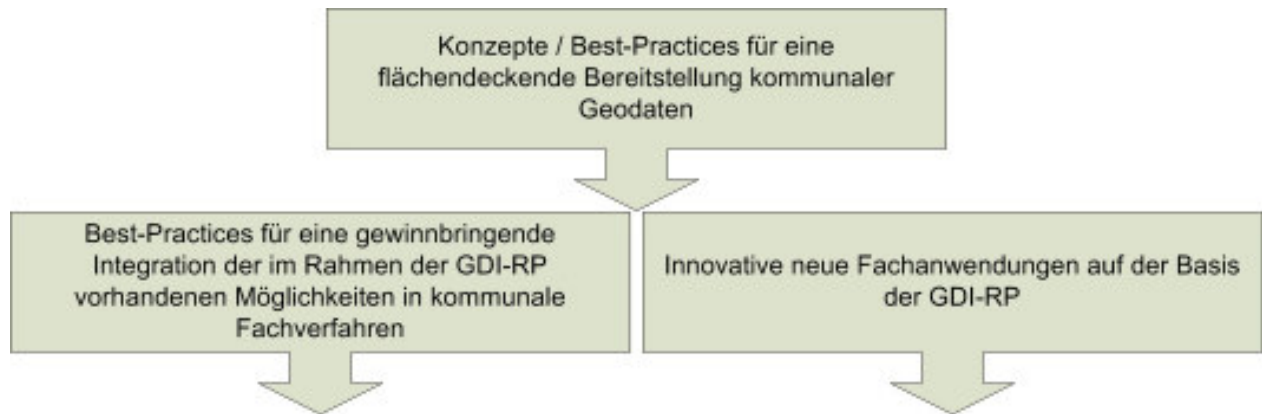 Konzepte / Best-Practices für eine
flächendeckende Bereitstellung kommunaler
Geodaten
Best-Practices für eine gewinnbringende
Integration der im Rahmen der GDI-RP
vorhandenen Möglichkeiten in kommunale
Fachverfahren
Innovative neue Fachanwendungen auf der Basis
der GDI-RP